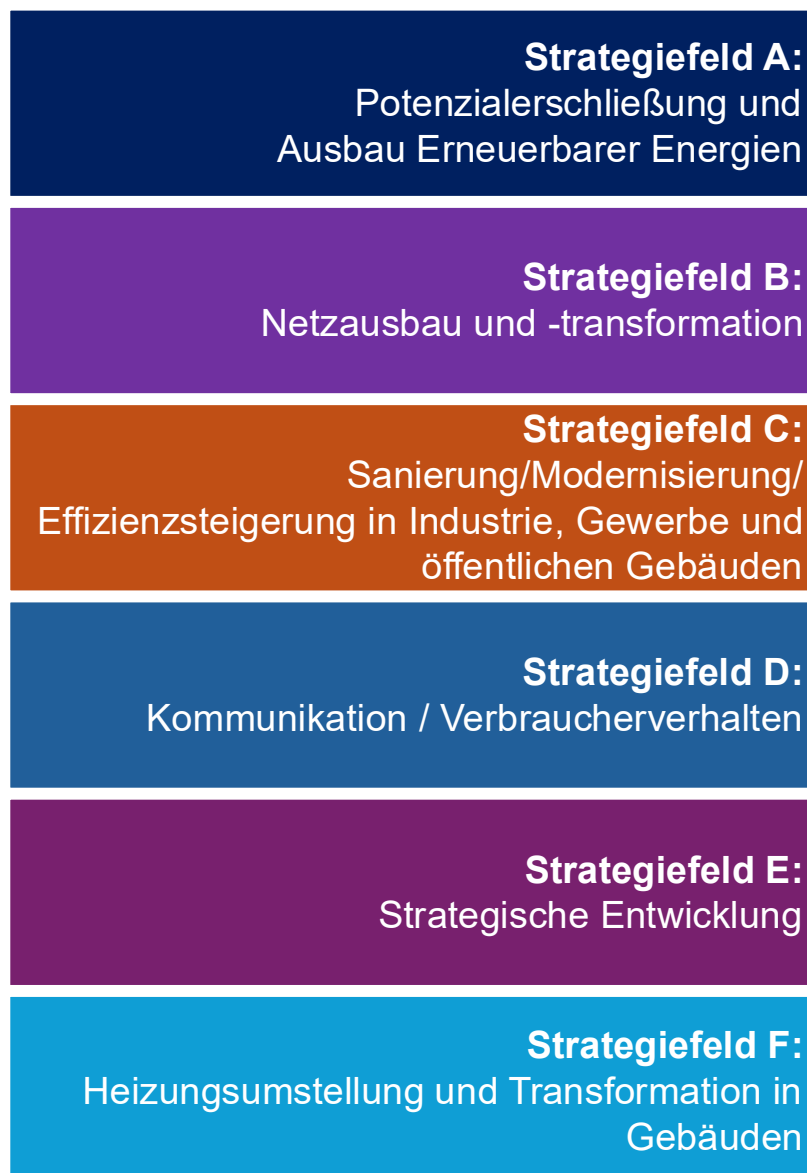 Strategiefeld A:
Potenzialerschließung und
Ausbau Erneuerbarer Energien
Strategiefeld B:
Netzausbau und -transformation
Strategiefeld C:
Sanierung/Modernisierung/
Effizienzsteigerung in Industrie, Gewerbe und
öffentlichen Gebäuden
Strategiefeld D:
Kommunikation / Verbraucherverhalten
Strategiefeld E:
Strategische Entwicklung
Strategiefeld F:
Heizungsumstellung und Transformation in
Gebäuden